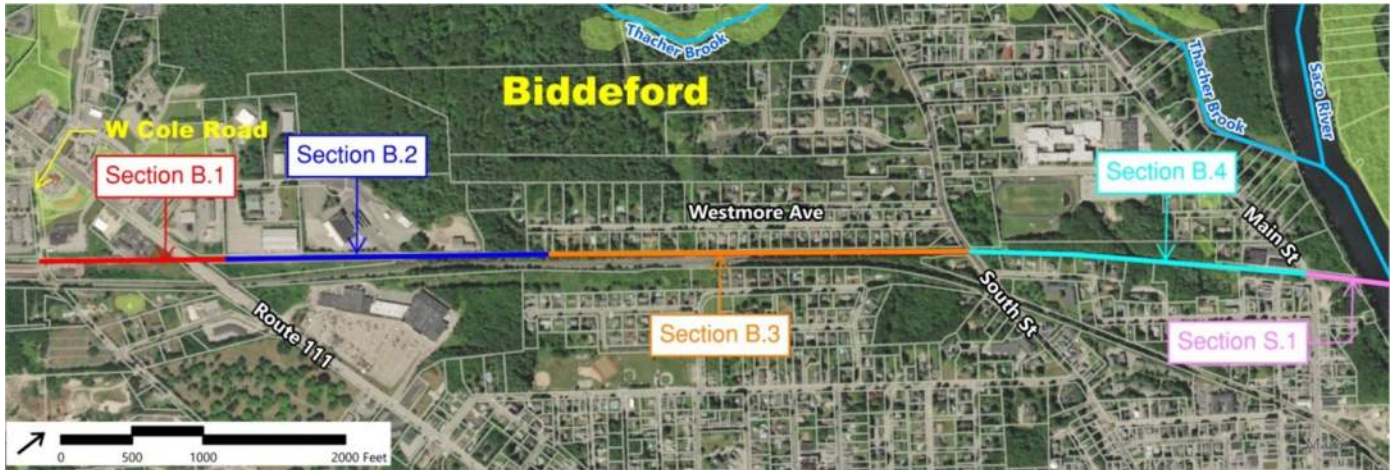 Thacher Brook
Biddeford
Thacher Brook
Saco River
W Cole Road
Section B.1
Section B.2
Section B.4
Westmore Ave
Main St
Route 111
Section B.3
South St
Section S.1
0 500 1000 2000 Feet